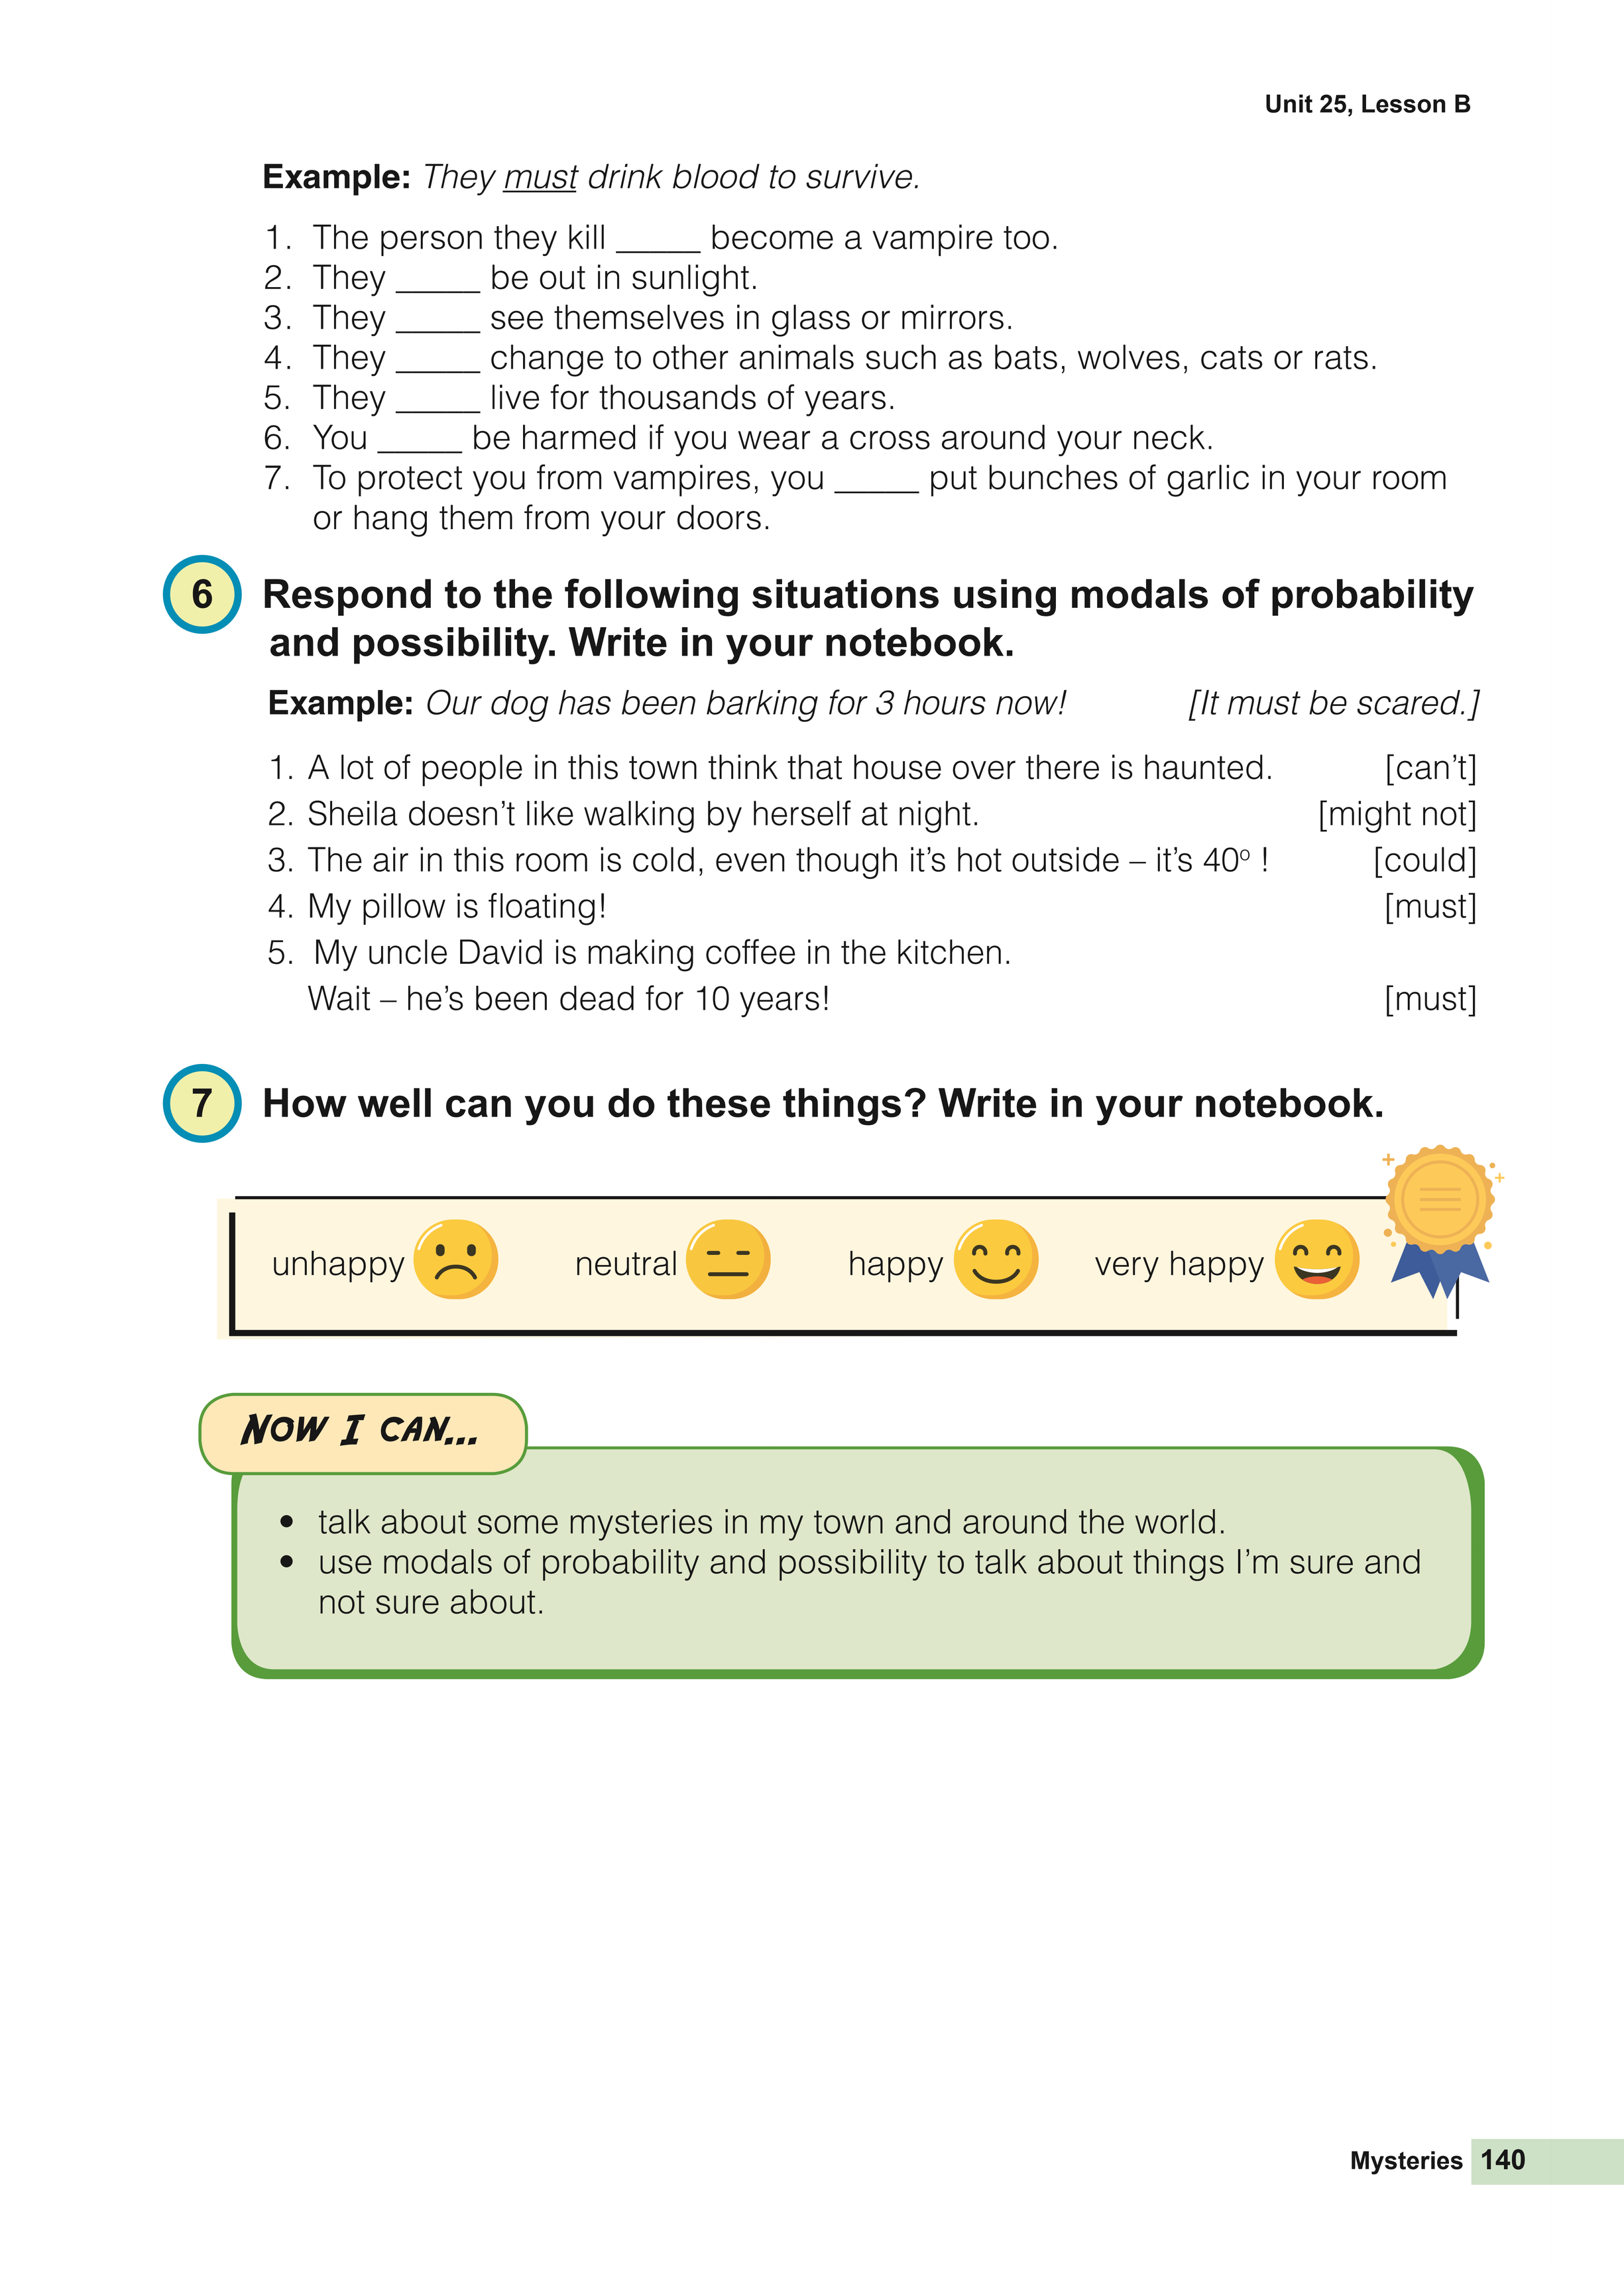 Unit 25, Lesson B
Example: They must drink blood to survive.
1. The person they kill _____ become a vampire too.
2. They _____ be out in sunlight.
3. They _____ see themselves in glass or mirrors.
4. They _____ change to other animals such as bats, wolves, cats or rats.
5. They _____ live for thousands of years.
6. You _____ be harmed if you wear a cross around your neck.
7. To protect you from vampires, you _____ put bunches of garlic in your room
or hang them from your doors.
6 Respond to the following situations using modals of probability
and possibility. Write in your notebook.
Example: Our dog has been barking for 3 hours now! [It must be scared.]
1. A lot of people in this town think that house over there is haunted. [can’t]
2. Sheila doesn’t like walking by herself at night. [might not]
3. The air in this room is cold, even though it’s hot outside – it’s 40º ! [could]
4. My pillow is floating! [must]
5. My uncle David is making coffee in the kitchen.
Wait – he’s been dead for 10 years! [must]
7 How well can you do these things? Write in your notebook.
unhappy neutral happy very happy
Now I can...
• talk about some mysteries in my town and around the world.
• use modals of probability and possibility to talk about things I’m sure and
not sure about.
Mysteries 140